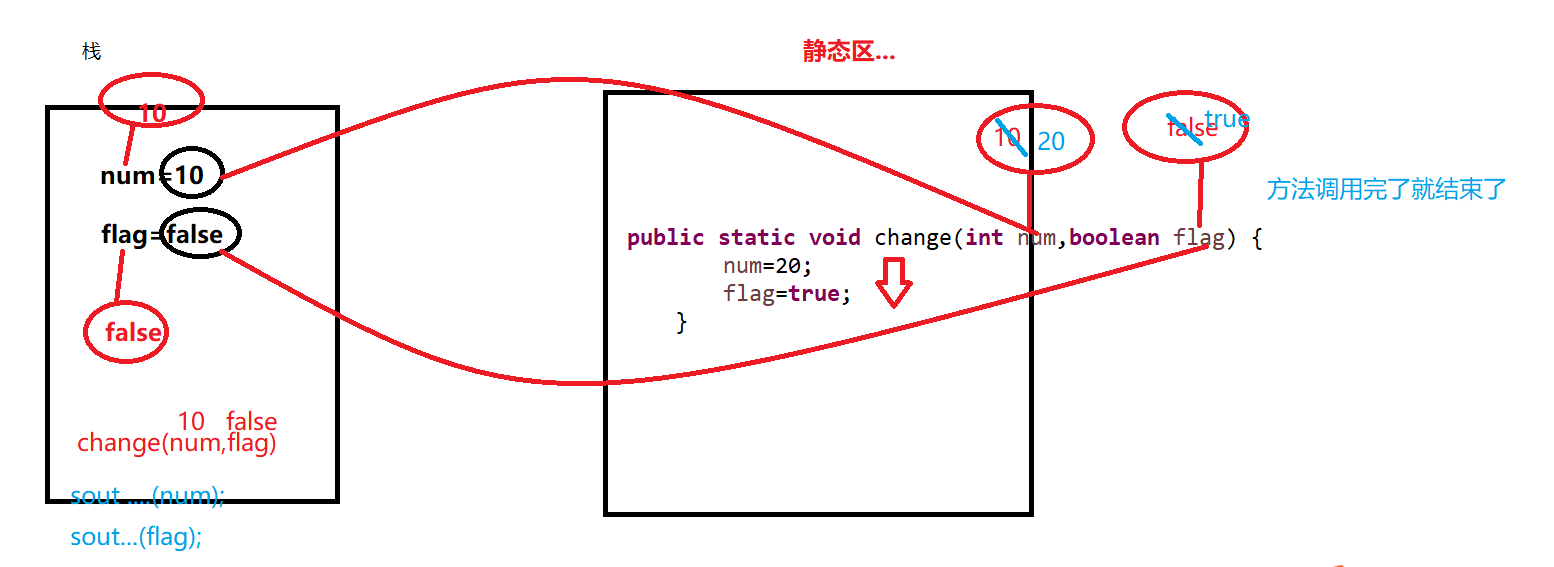 栈
静态区...
10
num=10
flag=false
false
10 false
change(num,flag)
sout .....(num);
sout...(flag);
10 20
false true
方法调用完了就结束了
public static void change(int num,boolean flag) {
num=20;
flag=true;
}